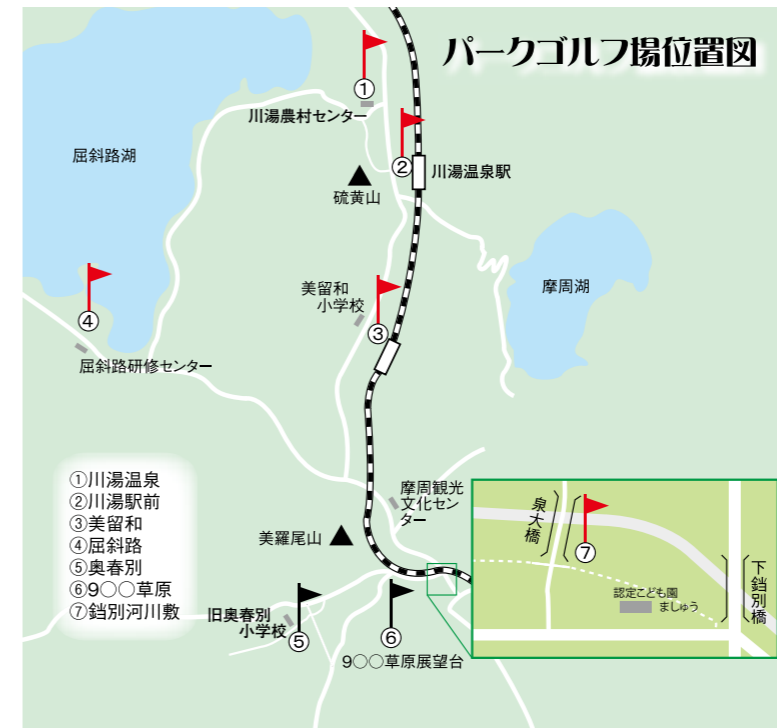 パークゴルフ場位置図
①
川湯農村センター
②
川湯温泉駅
屈斜路湖
硫黄山
摩周湖
美留和
小学校
③
④
屈斜路研修センター
①川湯温泉
②川湯駅前
③美留和
④屈斜路
⑤奥春別
⑥9〇〇草原
⑦鐺別河川敷
摩周観光
文化セン
ター
美羅尾山
泉大橋
⑦
下鐺別橋
認定こども園
ましゅう
旧奥春別
小学校
⑤
⑥
9〇〇草原展望台